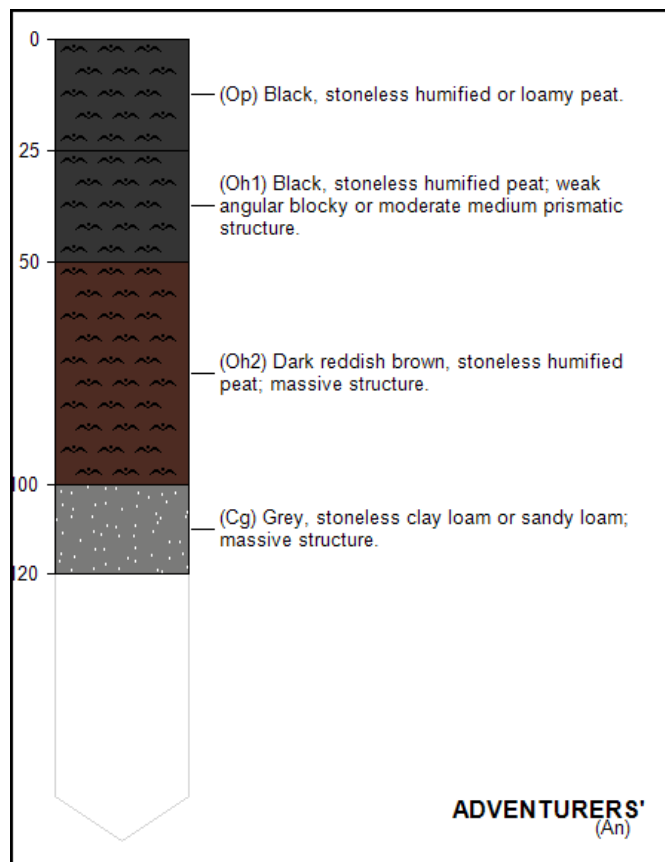 0
(Op) Black, stoneless humified or loamy peat.
25
(Oh1) Black, stoneless humified peat; weak
angular blocky or moderate medium prismatic
structure.
50
(Oh2) Dark reddish brown, stoneless humified
peat; massive structure.
100
(Cg) Grey, stoneless clay loam or sandy loam;
massive structure.
120
ADVENTURERS'
(An)